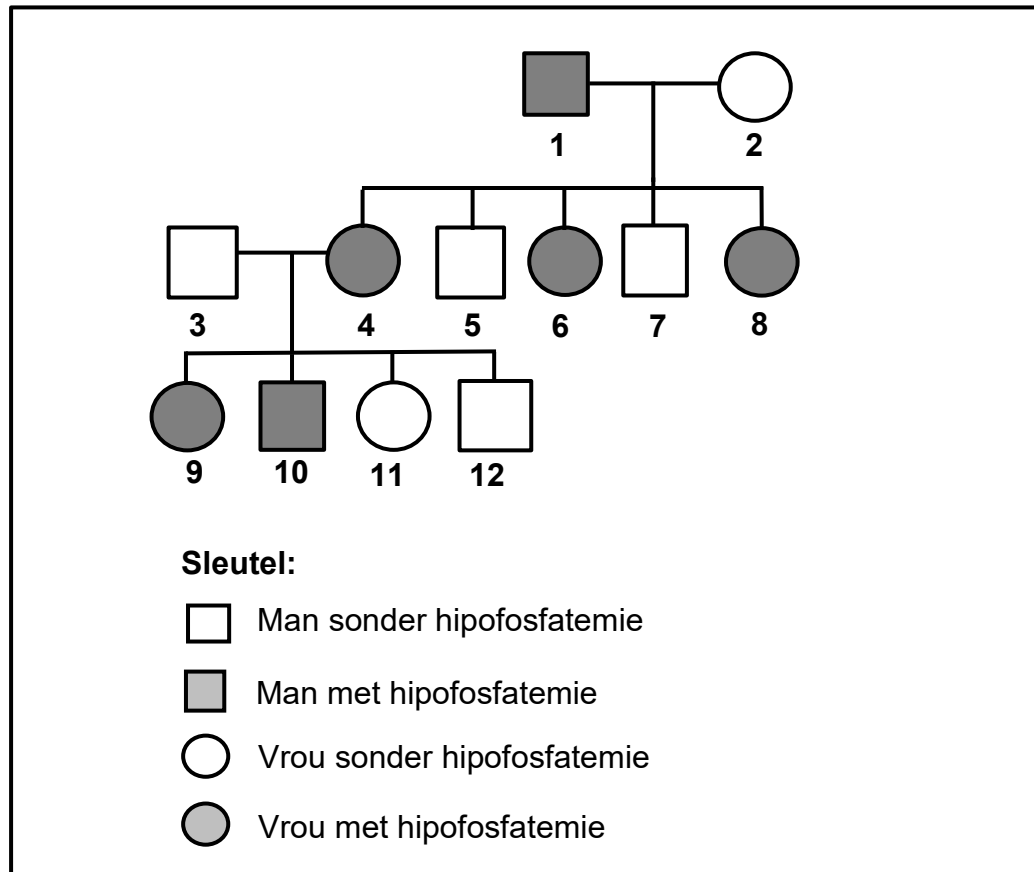 1 2
3 4 5 6 7 8
9 10 11 12
Sleutel:
Man sonder hipofosfatemie
Man met hipofosfatemie
Vrou sonder hipofosfatemie
Vrou met hipofosfatemie